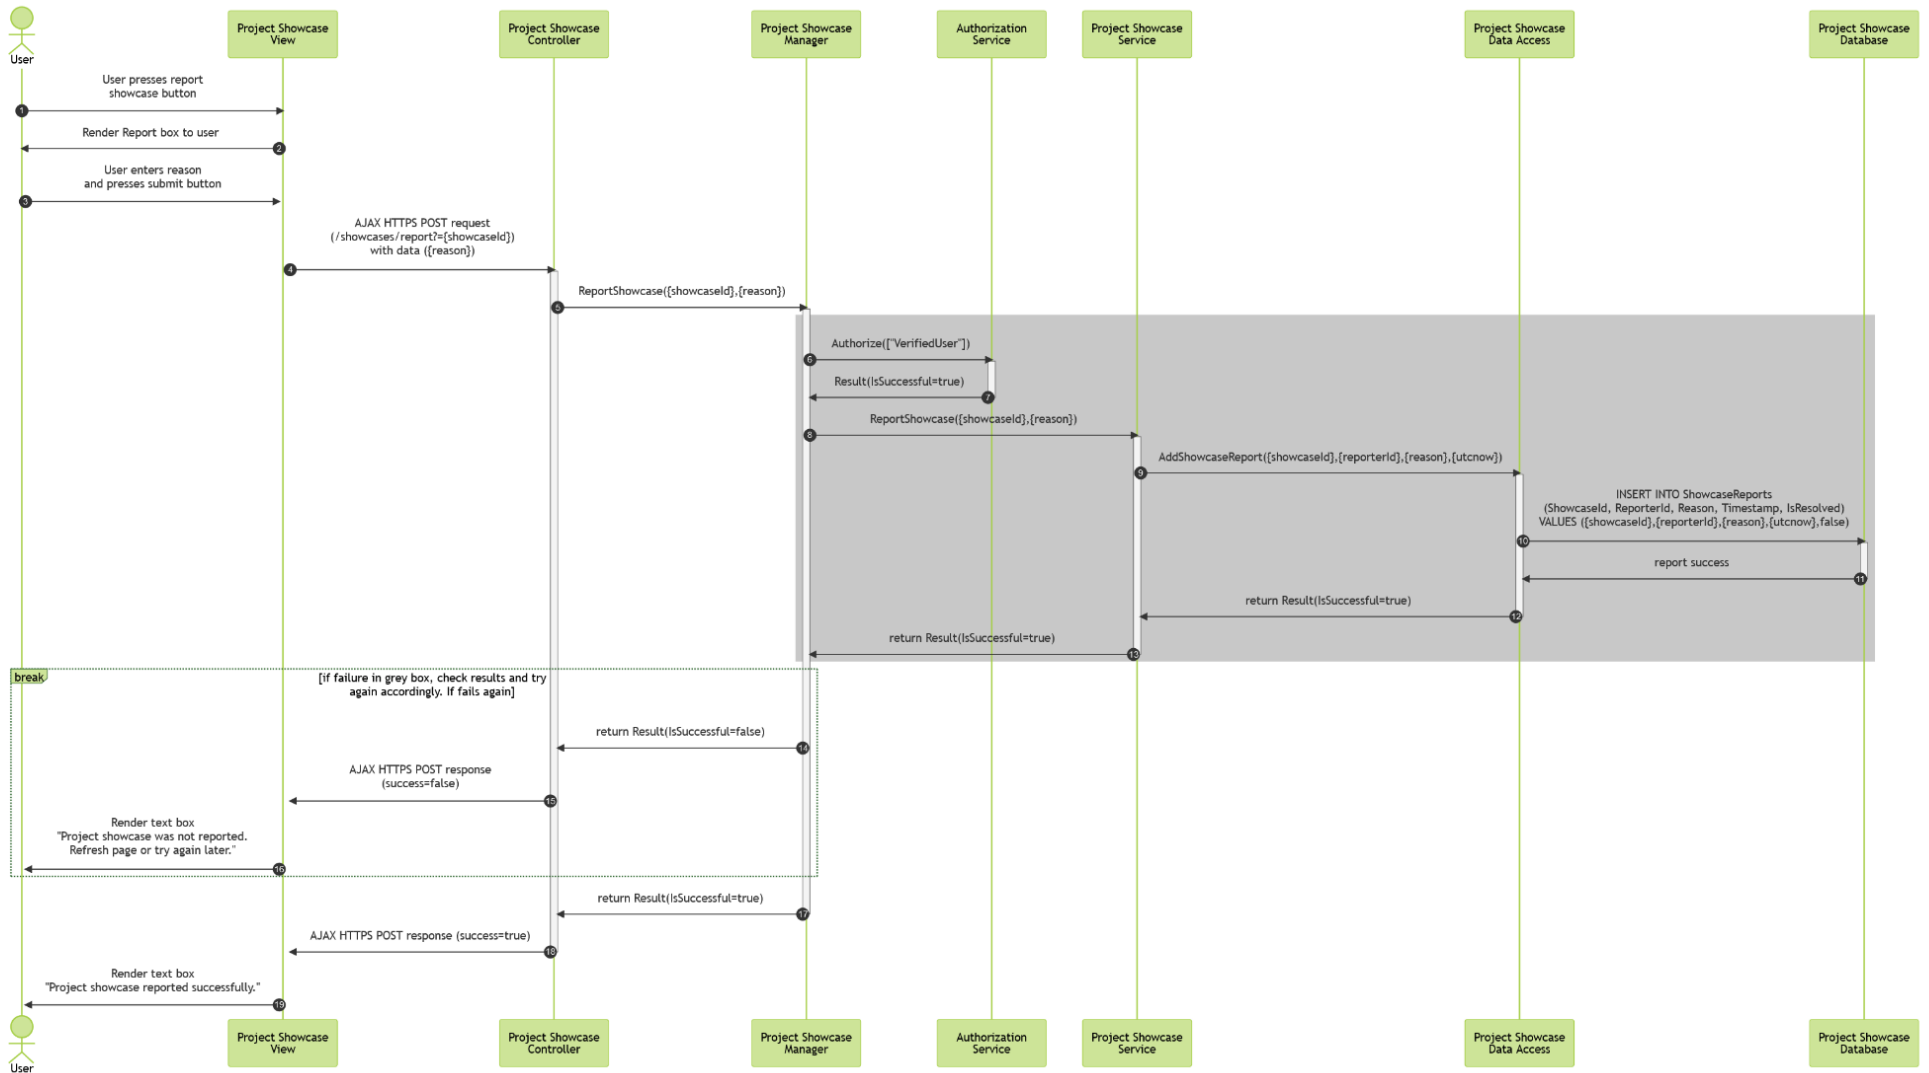 Project Showcase
View
Project Showcase
Controller
Project Showcase
Manager
Authorization
Service
Project Showcase
Service
Project Showcase
Data Access
Project Showcase
Database
User
User presses report
showcase button
1
Render Report box to user
2
User enters reason
and presses submit button
3
AJAX HTTPS POST request
(/showcases/report?={showcaseId})
with data ({reason})
4
ReportShowcase({showcaseId},{reason})
5
Authorize(["VerifiedUser"])
6
Result(IsSuccessful=true)
7
ReportShowcase({showcaseId},{reason})
8
AddShowcaseReport({showcaseId},{reporterId},{reason},{utcnow})
9
INSERT INTO ShowcaseReports
(ShowcaseId, ReporterId, Reason, Timestamp, IsResolved)
VALUES ({showcaseId},{reporterId},{reason},{utcnow},false)
10
report success
11
return Result(IsSuccessful=true)
12
return Result(IsSuccessful=true)
13
break
[if failure in grey box, check results and try
again accordingly. If fails again]
return Result(IsSuccessful=false)
14
AJAX HTTPS POST response
(success=false)
15
Render text box
"Project showcase was not reported.
Refresh page or try again later."
16
return Result(IsSuccessful=true)
17
AJAX HTTPS POST response (success=true)
18
Render text box
"Project showcase reported successfully."
19
Project Showcase
View
Project Showcase
Controller
Project Showcase
Manager
Authorization
Service
Project Showcase
Service
Project Showcase
Data Access
Project Showcase
Database
User